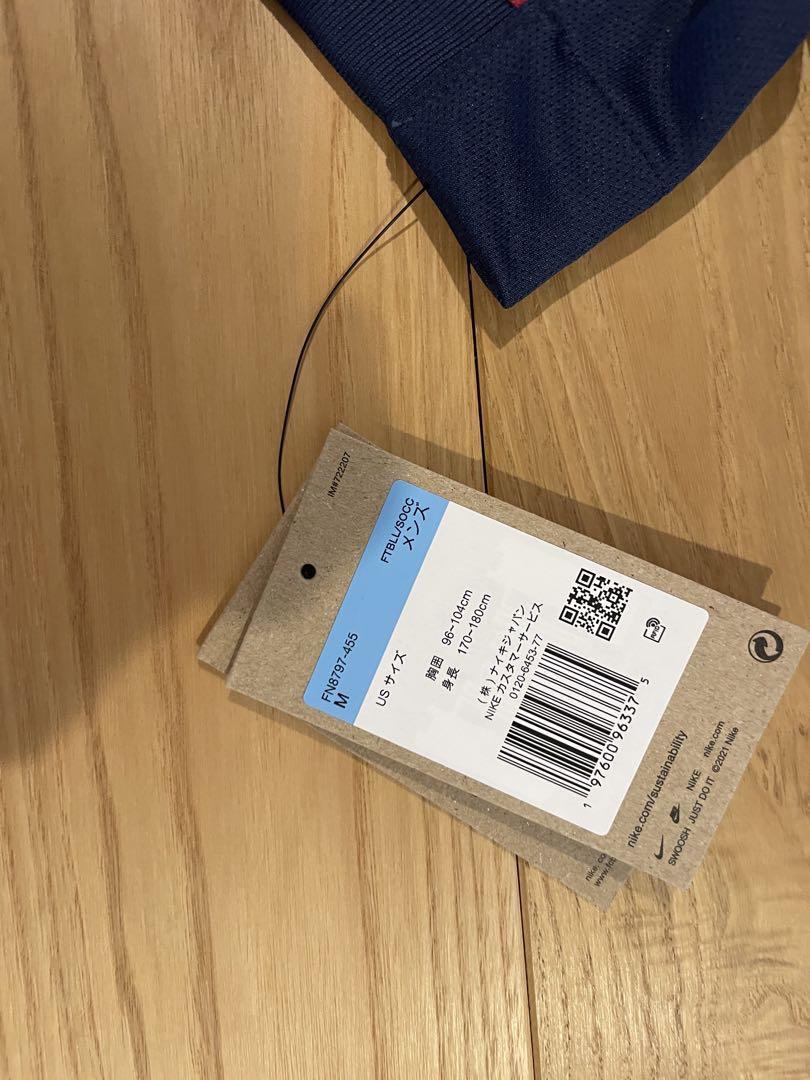 IM#722207
FTBLL/SOCC
メンズ
FN8797-455
M
US サイズ
胸囲 96~104cm
身長 170~180cm
(株)ナイキジャパン
NIKE カスタマーサービス
0120-6453-77
1 97600 96337 5
nike.com/sustainability
NIKE nike.com
SWOOSH JUST DO IT ©2021 Nike